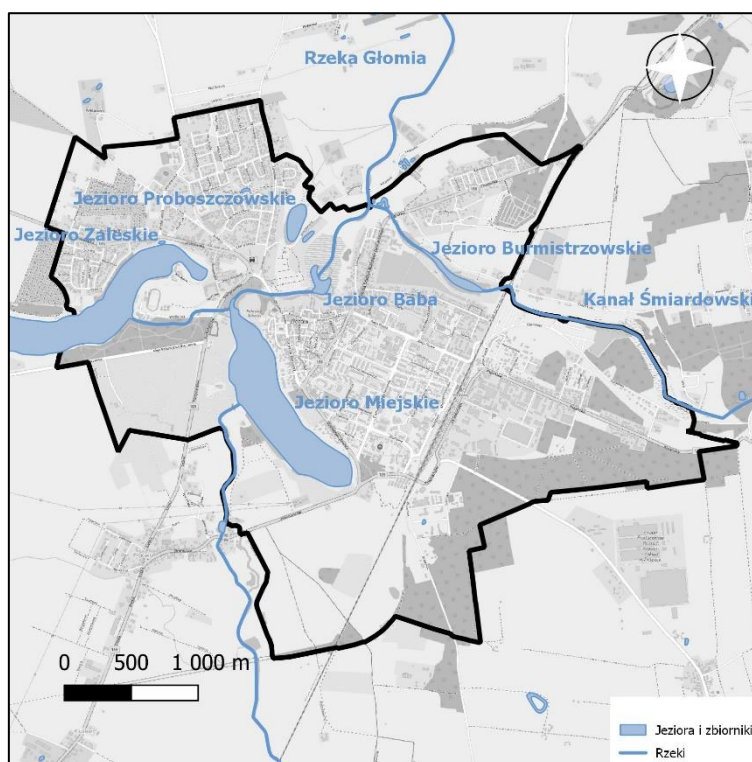 Rzeka Głomia
Jezioro Proboszczowskie
Jezioro Zaleskie
Jezioro Burmistrzowskie
Jezioro Baba
Kanał Śmiardowski
Jezioro Miejskie
0 500 1 000 m
Jeziora i zbiorniki
Rzeki